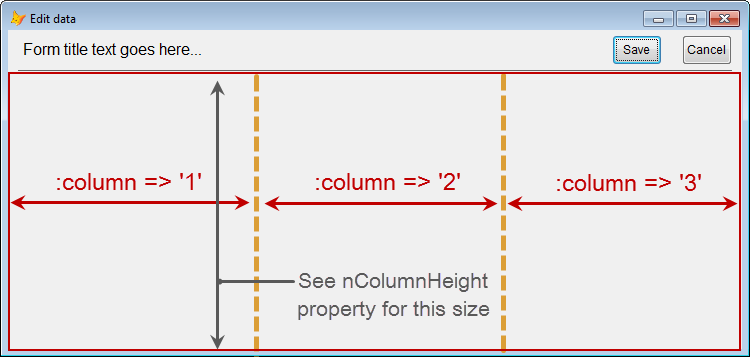 Edit data
Form title text goes here...
Save
Cancel
:column => '1'
:column => '2'
:column => '3'
See nColumnHeight
property for this size